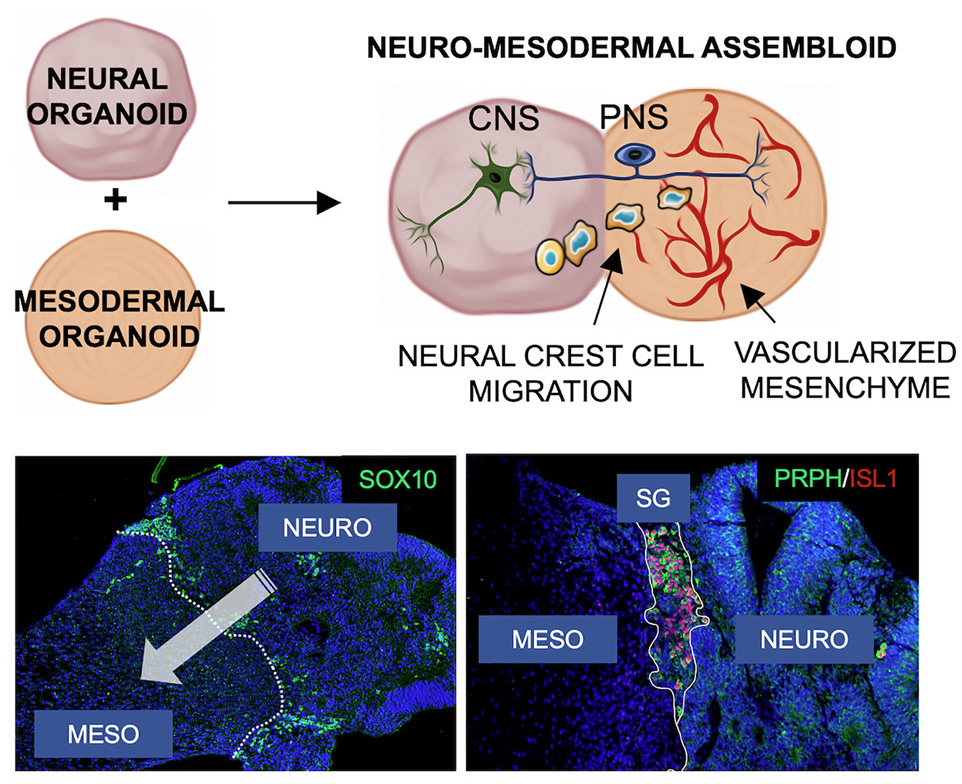 NEURAL
ORGANOID
+
MESODERMAL
ORGANOID
NEURO-MESODERMAL ASSEMBLOID
CNS
PNS
NEURAL CREST CELL
MIGRATION
VASCULARIZED
MESENCHYME
SOX10
NEURO
MESO
PRPH/ISL1
SG
MESO
NEURO